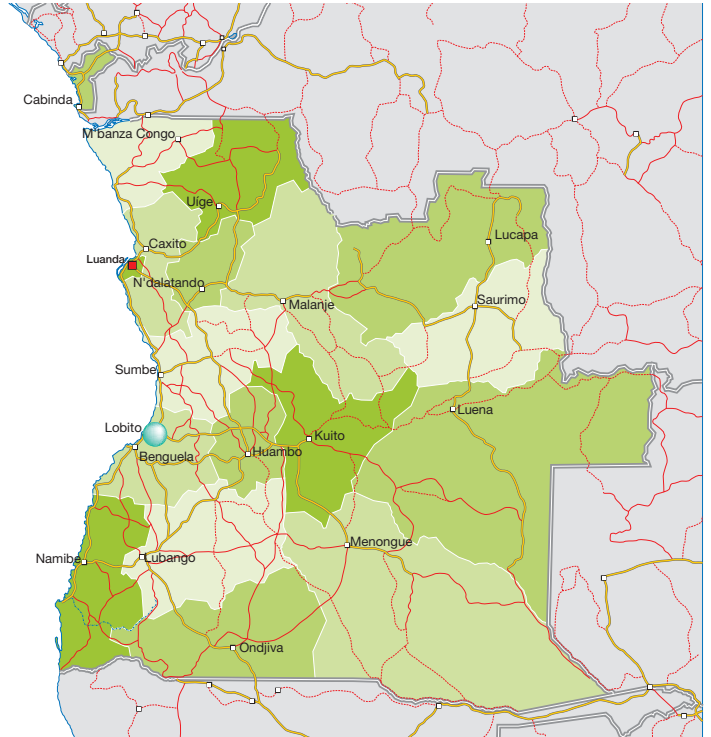 Cabinda
M'banza Congo
Uíge
Caxito
Lucapa
Luanda
N'dalatando
Malanje
Saurimo
Sumbe
Luena
Lobito
Kuito
Benguela
Huambo
Menongue
Namibe
Lubango
Ondjiva